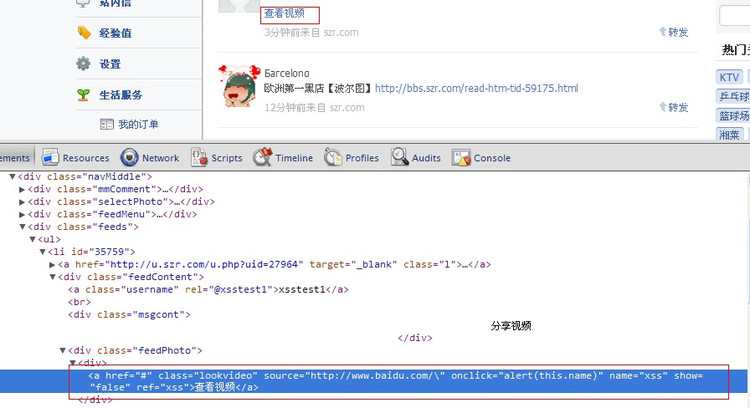 站内信
查看视频
3分钟前来自 szr.com
转发
经验值
热门关
设置
Барсelona
KTV
欧洲第一黑店【波尔图】http://bbs.szr.com/read-htm-tid-59175.html
生活服务
乒乓球
12分钟前来自 szr.com
转发
篮球场
我的订单
湘菜
ements Resources Network Scripts Timeline Profiles Audits Console
▼<div class="navMiddle">
▶<div class="mmComment">…</div>
▶<div class="selectPhoto">…</div>
▶<div class="feedMenu">…</div>
▼<div class="feeds">
▼<ul>
▼<li id="35759">
▶<a href="http://u.szr.com/u.php?uid=27964" target="_blank" class="l">…</a>
▼<div class="feedContent">
<a class="username" rel="@xsstest1">xsstest1</a>
<br>
<div class="msgcont">
分享视频
</div>
▼<div class="feedPhoto">
▼<div>
<a href="#" class="lookvideo" source="http://www.baidu.com/\" onclick="alert(this.name)" name="xss" show=
"false" ref="xss">查看视频</a>
</div>